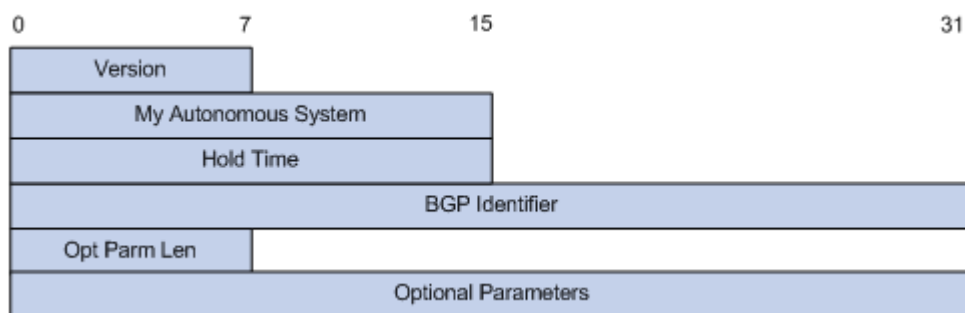 0 7 15 31
Version
My Autonomous System
Hold Time
BGP Identifier
Opt Parm Len
Optional Parameters